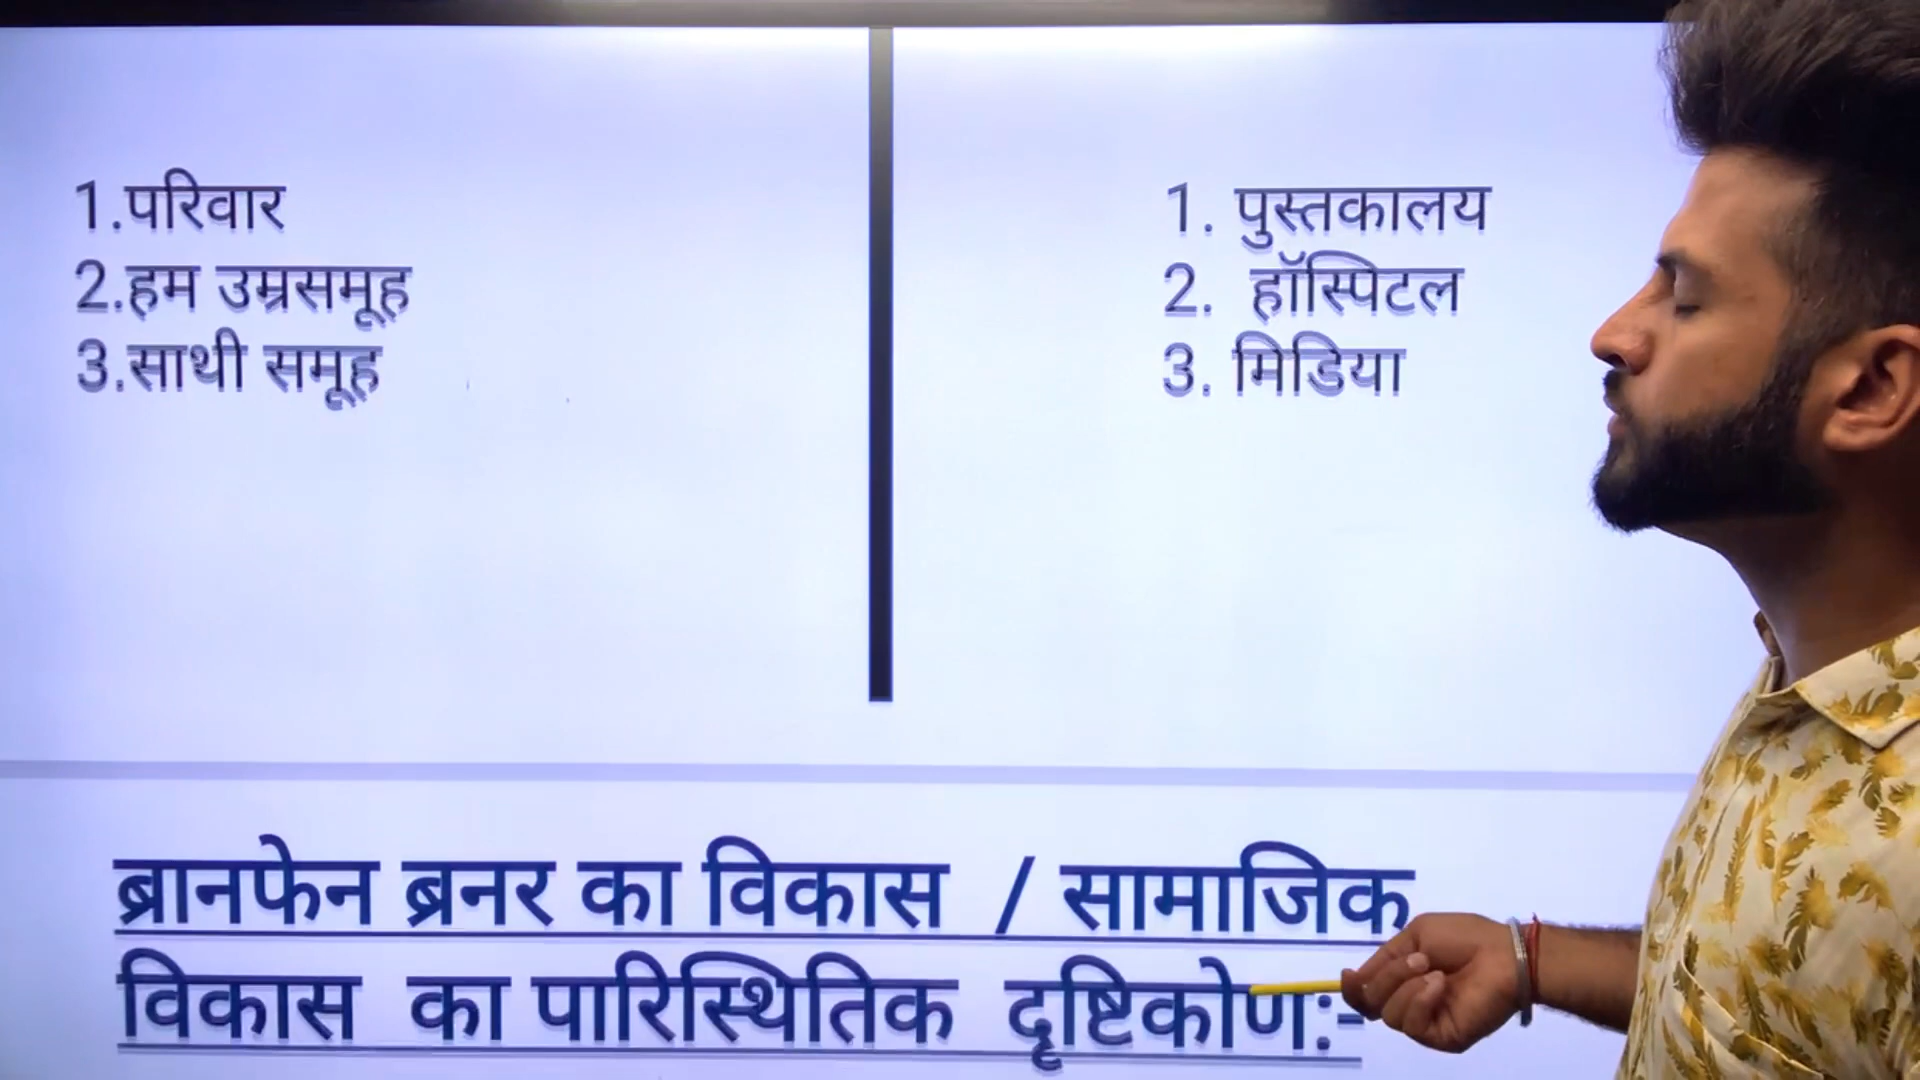 1.परिवार
2.हम उम्रसमूह
3.साथी समूह
1. पुस्तकालय
2. हॉस्पिटल
3. मिडिया
ब्रानफेन ब्रनर का विकास / सामाजिक
विकास का पारिस्थितिक दृष्टिकोण:-